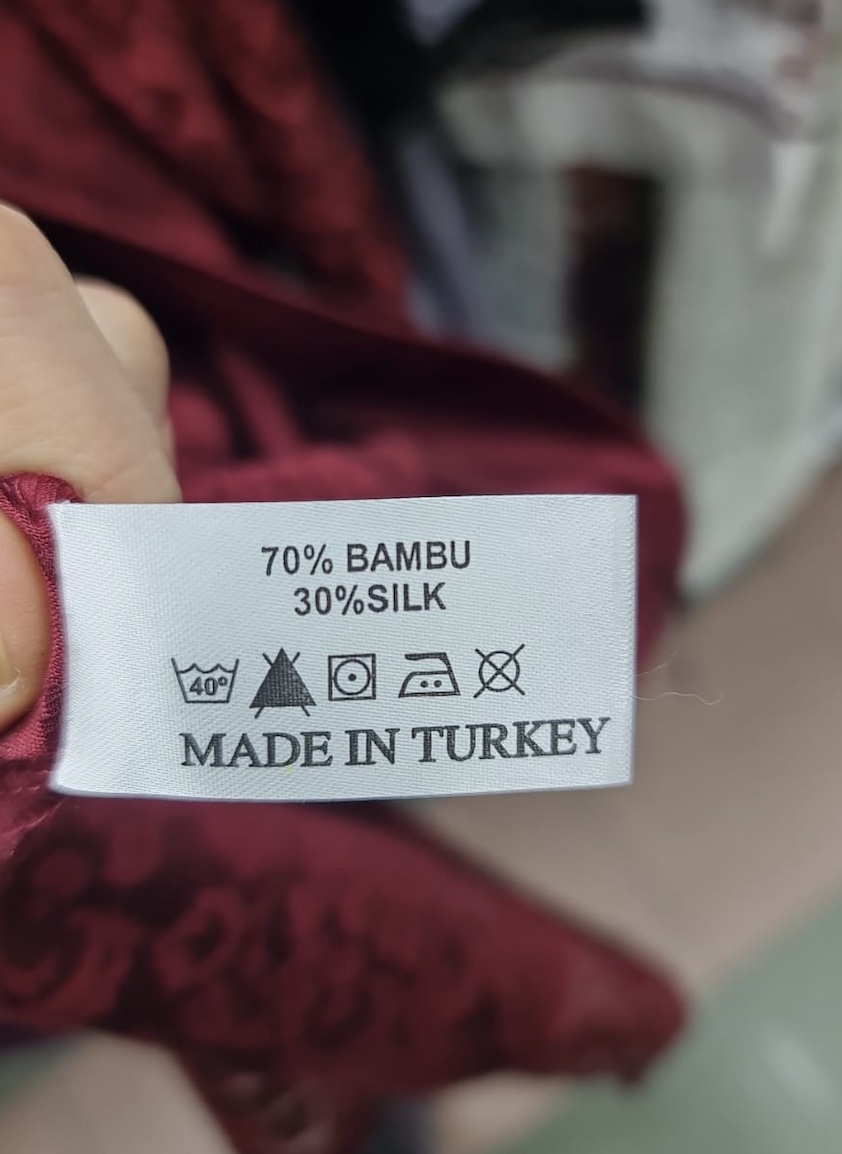 70% BAMBU
30%SILK
40°
MADE IN TURKEY